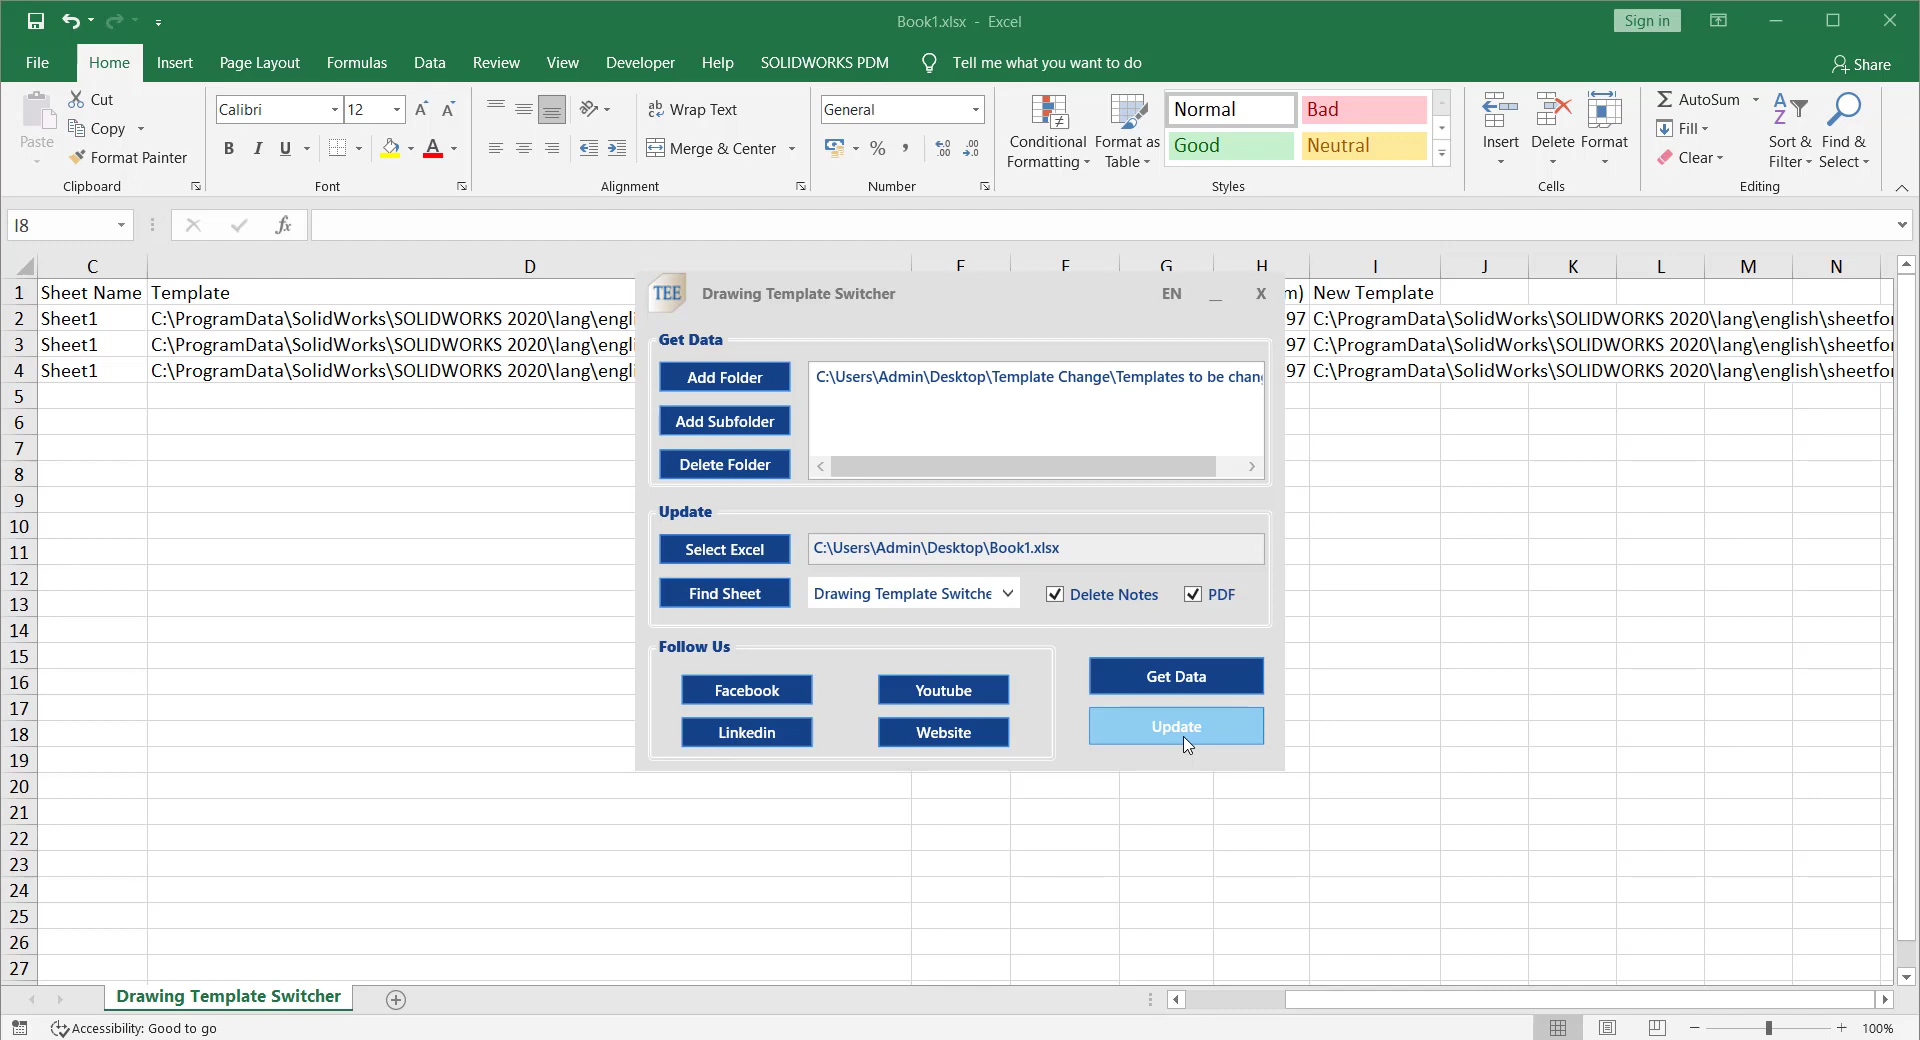 Book1.xlsx - Excel
Sign in
File Home Insert Page Layout Formulas Data Review View Developer Help SOLIDWORKS PDM Tell me what you want to do Share
Paste
Cut
Copy
Format Painter
Clipboard
Calibri 12
B I U
Font
Wrap Text
Merge & Center
Alignment
General
Number
Conditional Formatting
Format as Table
Normal Bad
Good Neutral
Styles
Insert Delete Format
Cells
AutoSum
Fill
Clear
Sort & Filter
Find & Select
Editing
I8
fx
C D E F G H I J K L M N
1 Sheet Name Template m) New Template
2 Sheet1 C:\ProgramData\SolidWorks\SOLIDWORKS 2020\lang\engli 97 C:\ProgramData\SolidWorks\SOLIDWORKS 2020\lang\english\sheetfor
3 Sheet1 C:\ProgramData\SolidWorks\SOLIDWORKS 2020\lang\engli 97 C:\ProgramData\SolidWorks\SOLIDWORKS 2020\lang\english\sheetfor
4 Sheet1 C:\ProgramData\SolidWorks\SOLIDWORKS 2020\lang\engli 97 C:\ProgramData\SolidWorks\SOLIDWORKS 2020\lang\english\sheetfor
5
6
7
8
9
10
11
12
13
14
15
16
17
18
19
20
21
22
23
24
25
26
27
TEE Drawing Template Switcher EN _ X
Get Data
Add Folder C:\Users\Admin\Desktop\Template Change\Templates to be chan
Add Subfolder
Delete Folder
Update
Select Excel C:\Users\Admin\Desktop\Book1.xlsx
Find Sheet Drawing Template Switche Delete Notes PDF
Follow Us
Facebook Youtube
Linkedin Website
Get Data
Update
Drawing Template Switcher
Accessibility: Good to go
100%